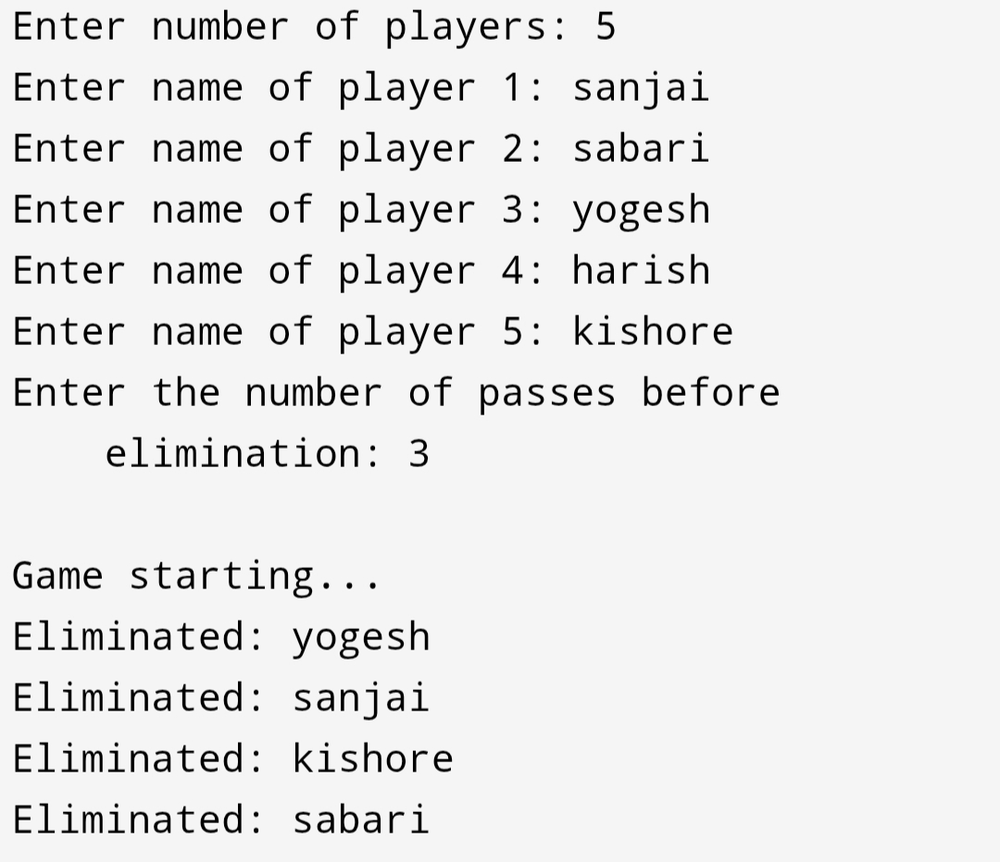 Enter number of players: 5
Enter name of player 1: sanjai
Enter name of player 2: sabari
Enter name of player 3: yogesh
Enter name of player 4: harish
Enter name of player 5: kishore
Enter the number of passes before
    elimination: 3

Game starting...
Eliminated: yogesh
Eliminated: sanjai
Eliminated: kishore
Eliminated: sabari